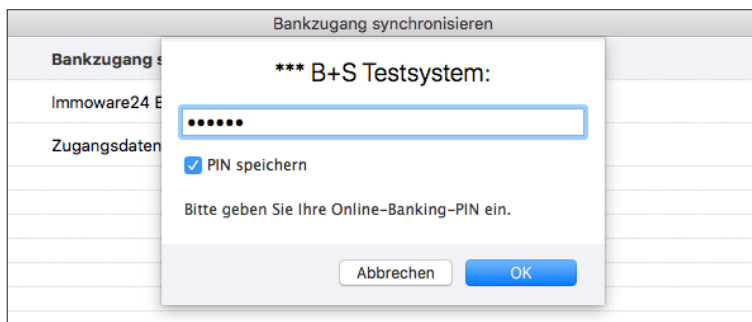 Bankzugang synchronisieren
Bankzugang s
*** B+S Testsystem:
Immoware24 E
••••••
Zugangsdaten
PIN speichern
Bitte geben Sie Ihre Online-Banking-PIN ein.
Abbrechen
OK